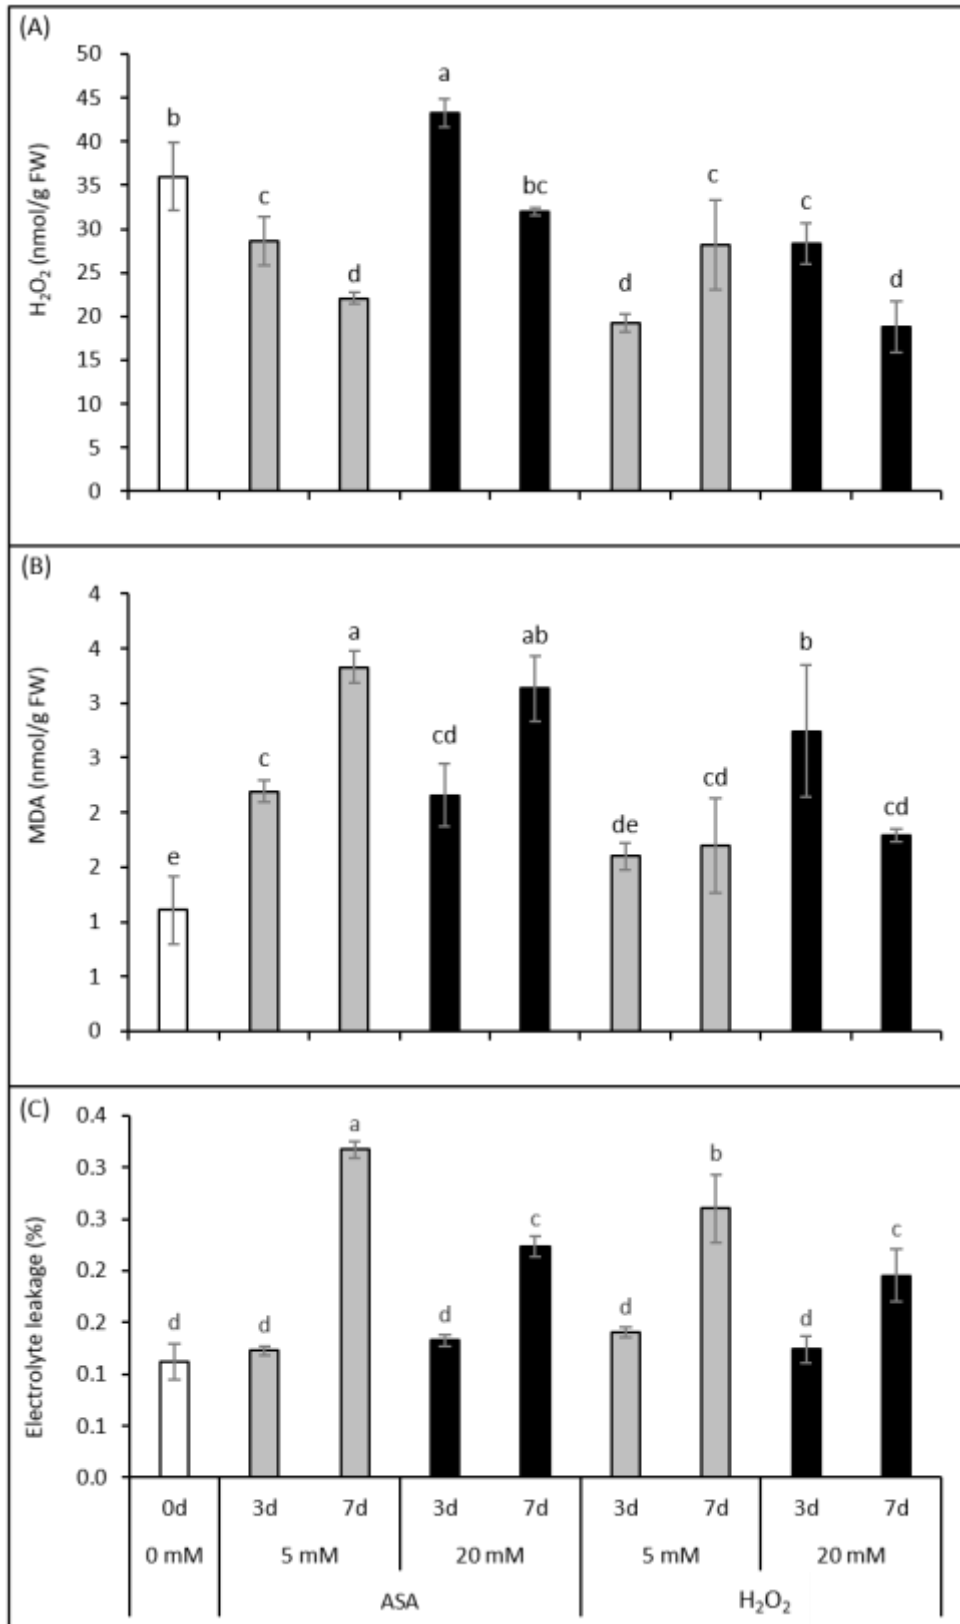 (A)
H₂O₂ (nmol/g FW)
50
45
40
35
30
25
20
15
10
5
0
b
c
d
a
bc
d
c
c
d
(B)
MDA (nmol/g FW)
4
4
3
3
2
2
1
1
0
e
c
a
cd
ab
de
cd
b
cd
(C)
Electrolyte leakage (%)
0.4
0.3
0.3
0.2
0.2
0.1
0.1
0.0
d
d
a
d
c
d
b
d
c
0d 3d 7d 3d 7d 3d 7d 3d 7d
0 mM 5 mM 20 mM 5 mM 20 mM
ASA H₂O₂